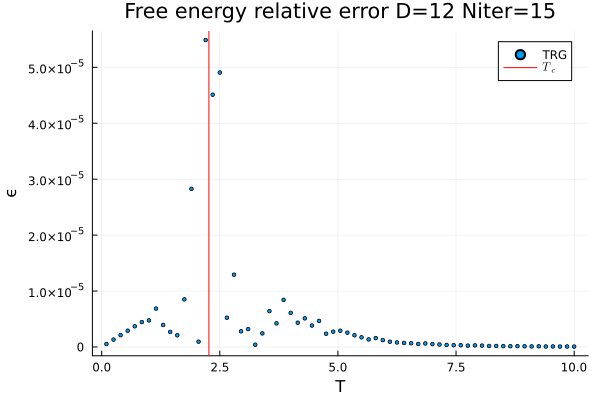 Free energy relative error D=12 Niter=15
TRG
T_c
5.0×10⁻⁵
4.0×10⁻⁵
3.0×10⁻⁵
2.0×10⁻⁵
1.0×10⁻⁵
0
ϵ
0.0 2.5 5.0 7.5 10.0
T